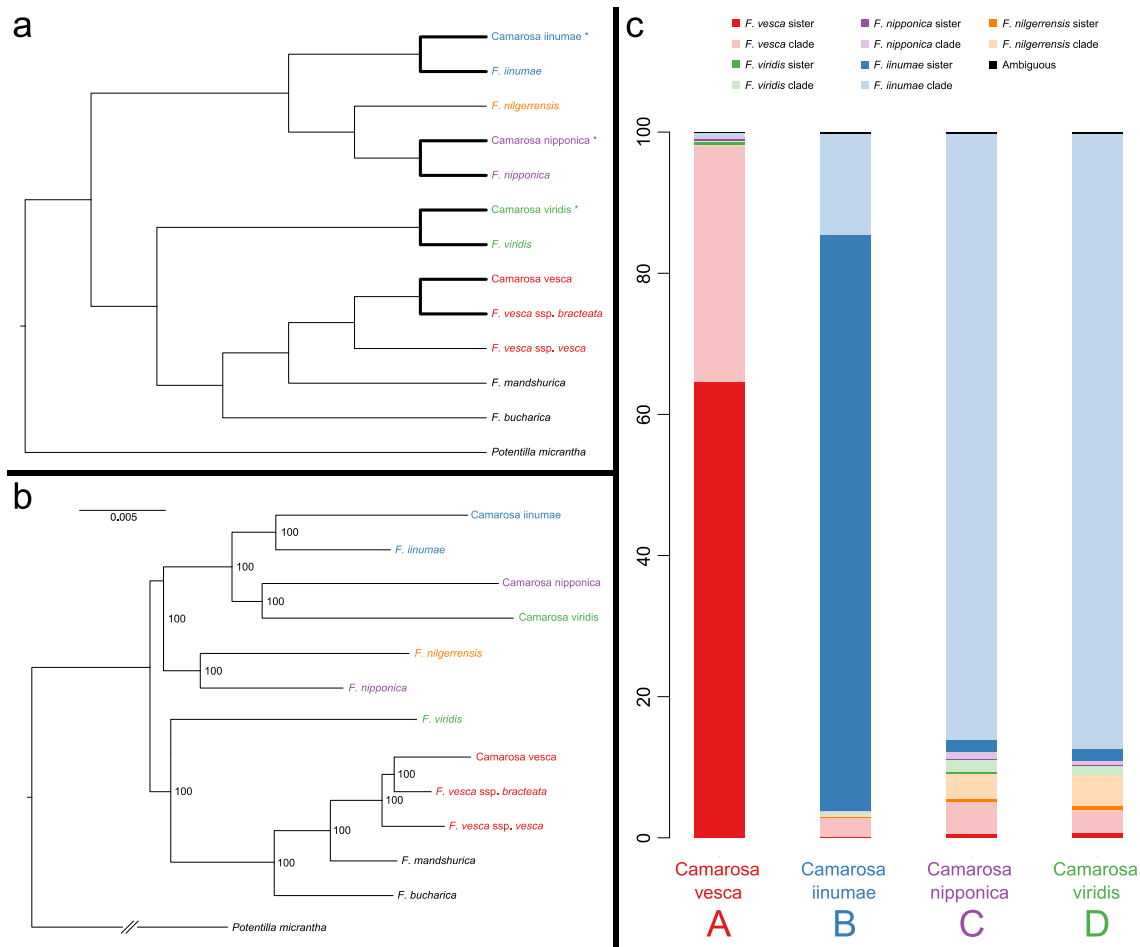 a
Camarosa iinumae *
F. iinumae
F. nilgerrensis
Camarosa nipponica *
F. nipponica
Camarosa viridis *
F. viridis
Camarosa vesca
F. vesca ssp. bracteata
F. vesca ssp. vesca
F. mandshurica
F. bucharica
Potentilla micrantha
b
0.005
Camarosa iinumae
100
F. iinumae
100
Camarosa nipponica
100
Camarosa viridis
100
F. nilgerrensis
100
F. nipponica
F. viridis
Camarosa vesca
100
F. vesca ssp. bracteata
100
F. vesca ssp. vesca
100
F. mandshurica
100
F. bucharica
Potentilla micrantha
c
F. vesca sister
F. vesca clade
F. viridis sister
F. viridis clade
F. nipponica sister
F. nipponica clade
F. iinumae sister
F. iinumae clade
F. nilgerrensis sister
F. nilgerrensis clade
Ambiguous
100
80
60
40
20
0
Camarosa
vesca
A
Camarosa
iinumae
B
Camarosa
nipponica
C
Camarosa
viridis
D